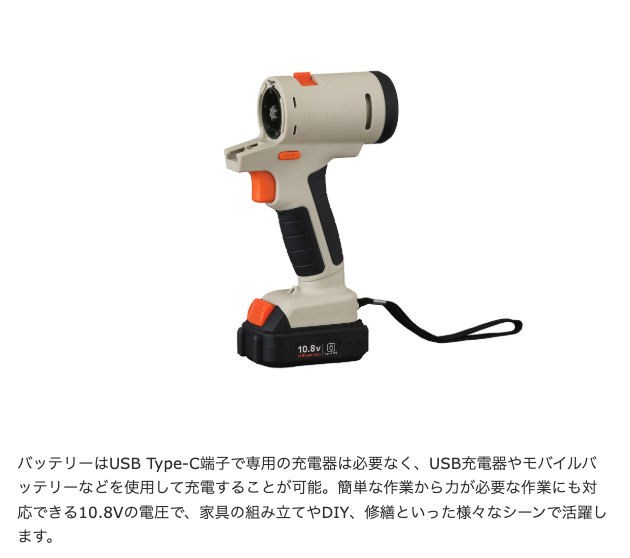 10.8v
バッテリーはUSB Type-C端子で専用の充電器は必要なく、USB充電器やモバイルバ
ッテリーなどを使用して充電することが可能。簡単な作業から力が必要な作業にも対
応できる10.8Vの電圧で、家具の組み立てやDIY、修繕といった様々なシーンで活躍し
ます。